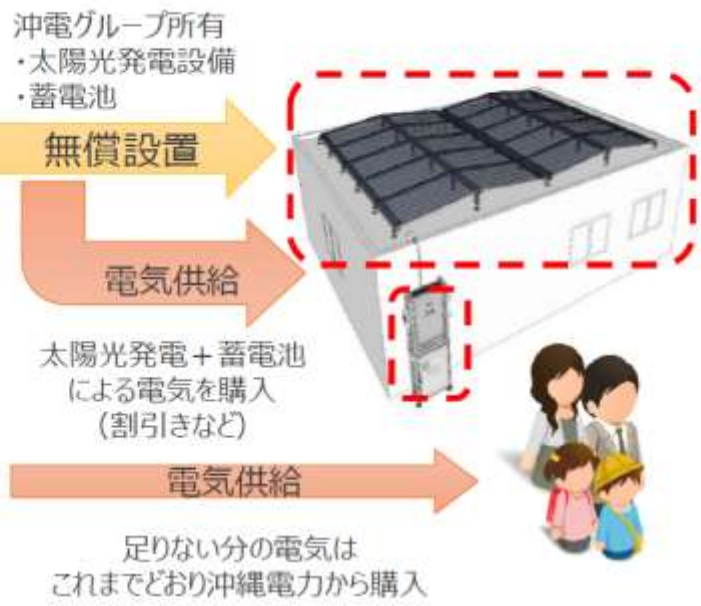 沖電グループ所有
・太陽光発電設備
・蓄電池
無償設置
電気供給
太陽光発電＋蓄電池
による電気を購入
(割引きなど)
電気供給
足りない分の電気は
これまでどおり沖縄電力から購入